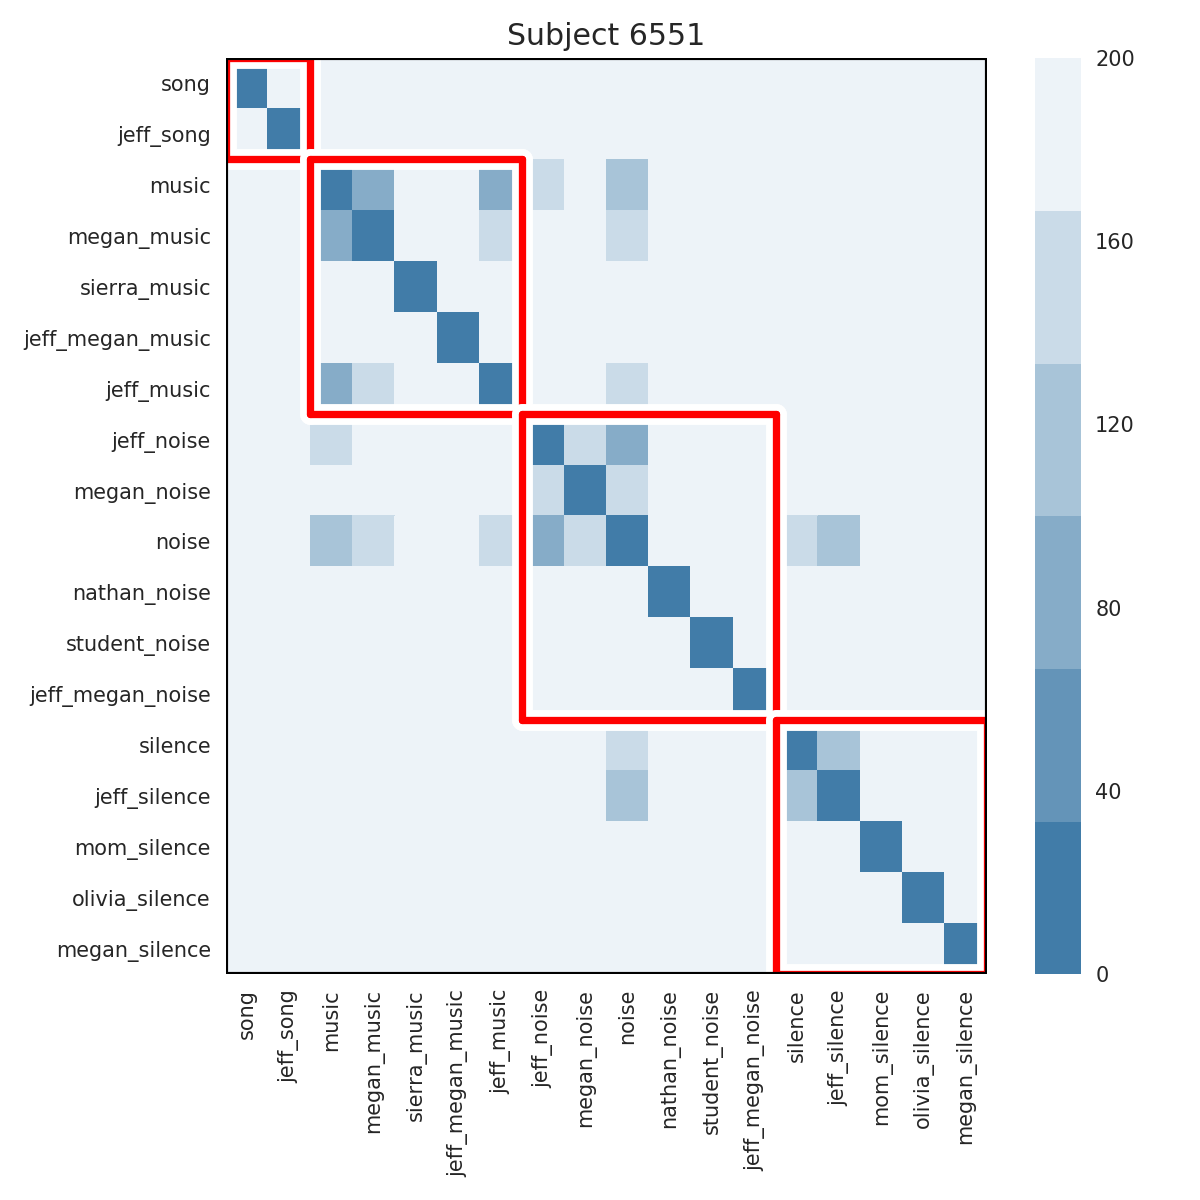 Subject 6551
song
jeff_song
music
megan_music
sierra_music
jeff_megan_music
jeff_music
jeff_noise
megan_noise
noise
nathan_noise
student_noise
jeff_megan_noise
silence
jeff_silence
mom_silence
olivia_silence
megan_silence
song
jeff_song
music
megan_music
sierra_music
jeff_megan_music
jeff_music
jeff_noise
megan_noise
noise
nathan_noise
student_noise
jeff_megan_noise
silence
jeff_silence
mom_silence
olivia_silence
megan_silence
200
160
120
80
40
0